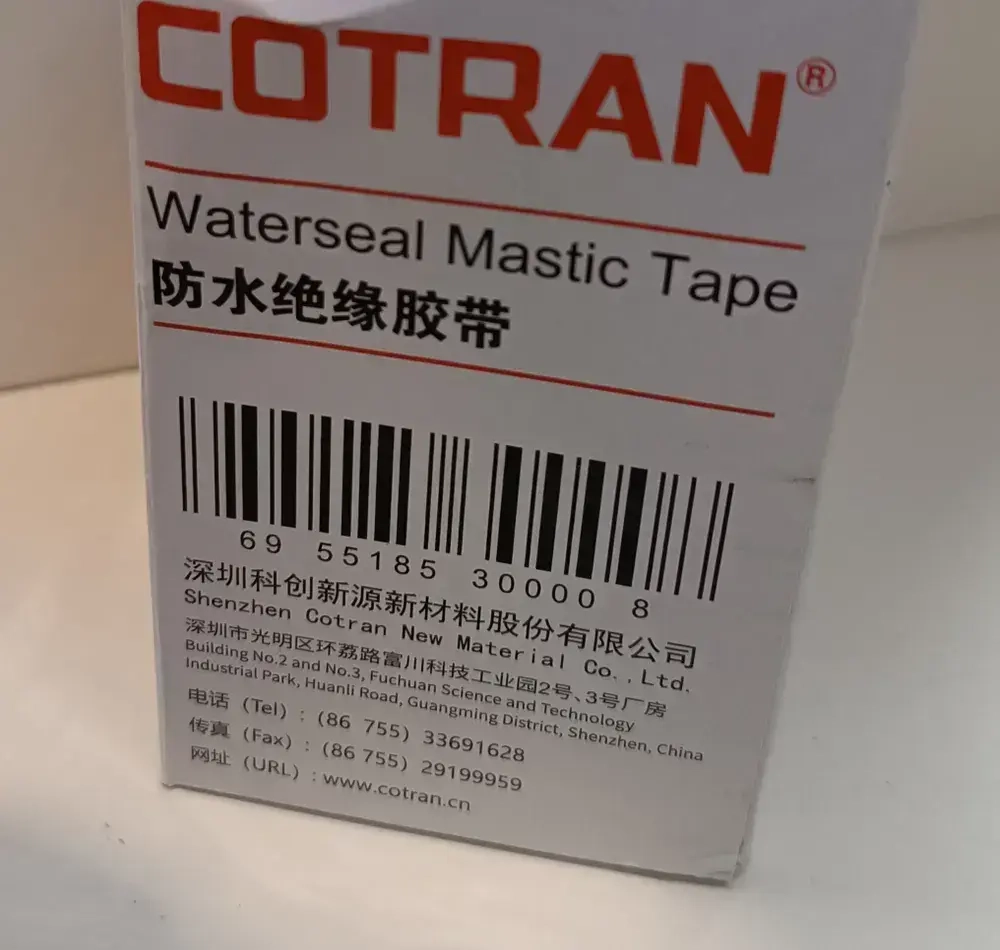 COTRAN®
Waterseal Mastic Tape
防水绝缘胶带
69 55185 30000 8
深圳科创新源新材料股份有限公司
Shenzhen Cotran New Material Co.,Ltd.
深圳市光明区环荔路富川科技工业园2号、3号厂房
Building No.2 and No.3, Fuchuan Science and Technology
Industrial Park, Huanli Road, Guangming District, Shenzhen, China
电话 (Tel) : (86 755) 33691628
传真 (Fax) : (86 755) 29199959
网址 (URL) : www.cotran.cn